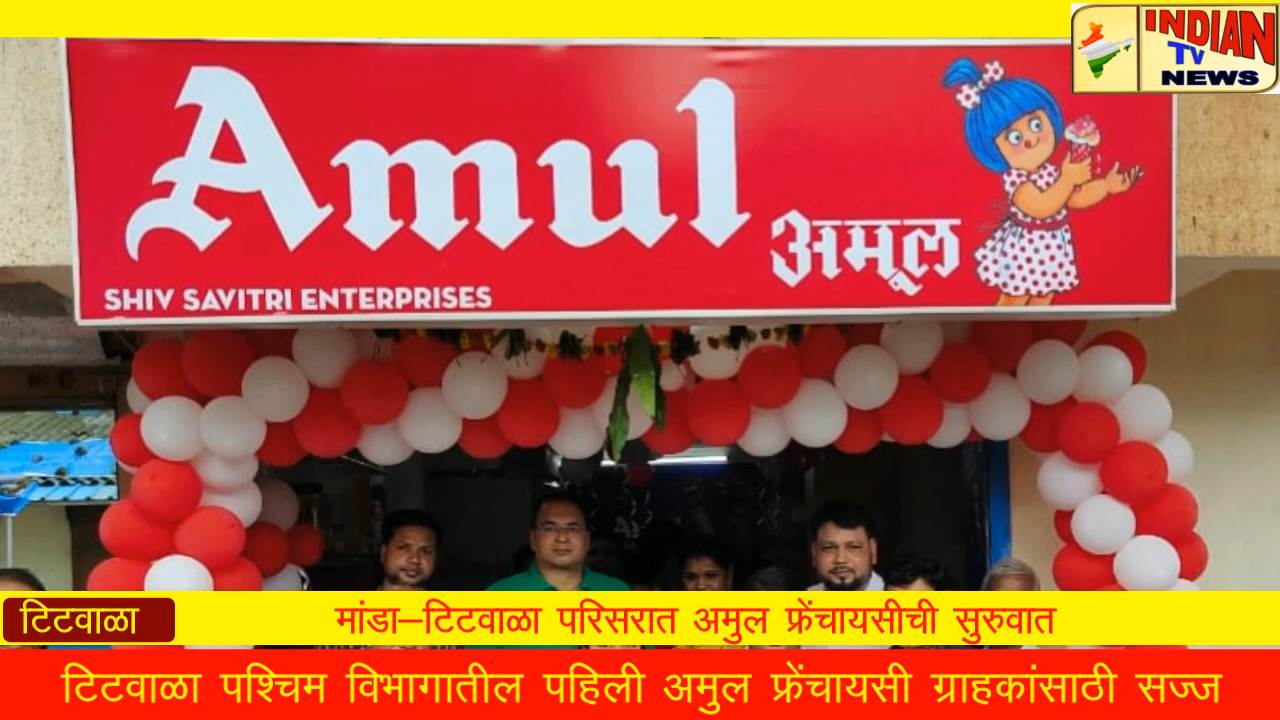 INDIAN
TV
NEWS
Amul
अमूल
SHIV SAVITRI ENTERPRISES
टिटवाळा
मांडा–टिटवाळा परिसरात अमुल फ्रेंचायसीची सुरुवात
टिटवाळा पश्चिम विभागातील पहिली अमुल फ्रेंचायसी ग्राहकांसाठी सज्ज